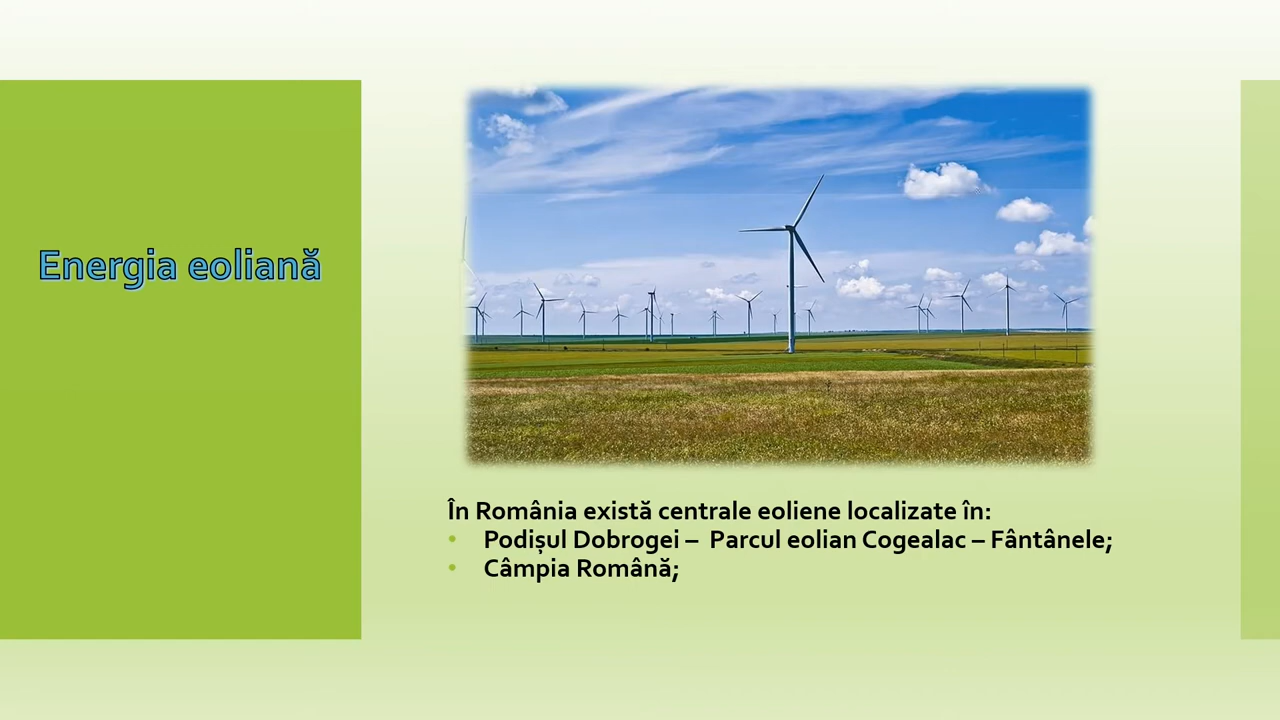 Energia eoliană
În România există centrale eoliene localizate în:
• Podișul Dobrogei –  Parcul eolian Cogealac – Fântânele;
• Câmpia Română;